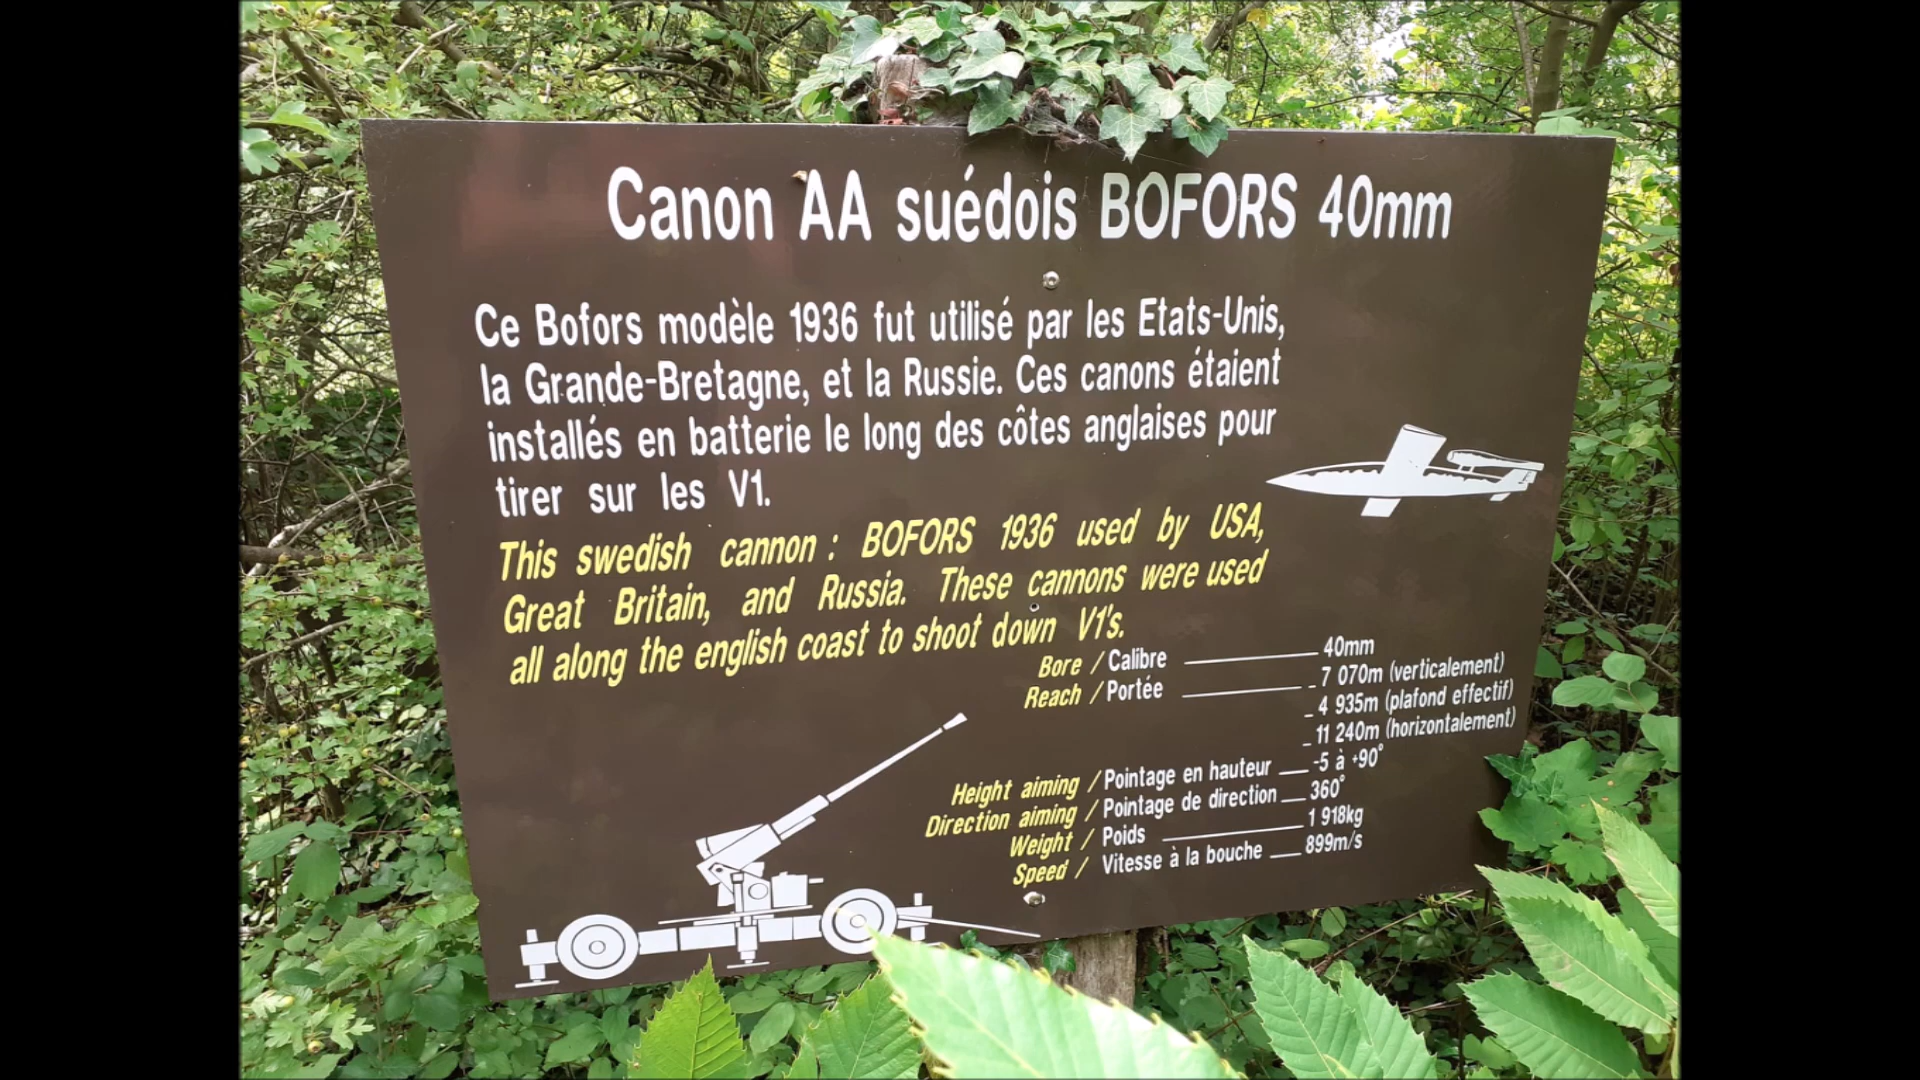 Canon AA suédois BOFORS 40mm
Ce Bofors modèle 1936 fut utilisé par les Etats-Unis,
la Grande-Bretagne, et la Russie. Ces canons étaient
installés en batterie le long des côtes anglaises pour
tirer sur les V1.
This swedish cannon : BOFORS 1936 used by USA,
Great Britain, and Russia. These cannons were used
all along the english coast to shoot down V1's.
Bore / Calibre 40mm
Reach / Portée - 7 070m (verticalement)
- 4 935m (plafond effectif)
- 11 240m (horizontalement)
Height aiming / Pointage en hauteur -5 à +90°
Direction aiming / Pointage de direction 360°
Weight / Poids 1 918kg
Speed / Vitesse à la bouche 899m/s